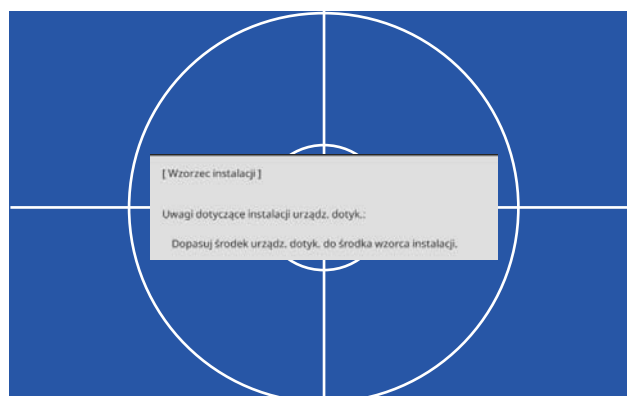 [ Wzorzec instalacji ]
Uwagi dotyczące instalacji urządz. dotyk.:
Dopasuj środek urządz. dotyk. do środka wzorca instalacji.